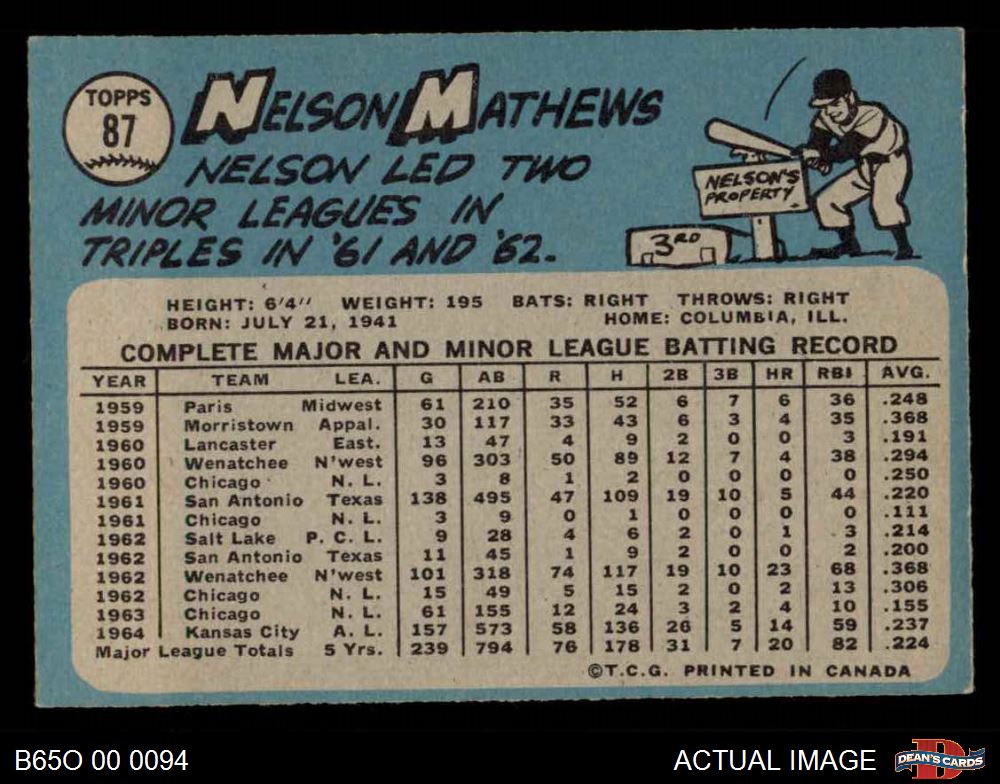 TOPPS
87
NELSON MATHEWS
NELSON LED TWO
MINOR LEAGUES IN
TRIPLES IN '61 AND '62.
NELSON'S
PROPERTY
3RD
HEIGHT: 6'4" WEIGHT: 195 BATS: RIGHT THROWS: RIGHT
BORN: JULY 21, 1941 HOME: COLUMBIA, ILL.
COMPLETE MAJOR AND MINOR LEAGUE BATTING RECORD
YEAR TEAM LEA. G AB R H 2B 3B HR RBI AVG.
1959 Paris Midwest 61 210 35 52 6 7 6 36 .248
1959 Morristown Appal. 30 117 33 43 6 3 4 35 .368
1960 Lancaster East. 13 47 4 9 2 0 0 3 .191
1960 Wenatchee N'west 96 303 50 89 12 7 4 38 .294
1960 Chicago N. L. 3 8 1 2 0 0 0 0 .250
1961 San Antonio Texas 138 495 47 109 19 10 5 44 .220
1961 Chicago N. L. 3 9 0 1 0 0 0 0 .111
1962 Salt Lake P. C. L. 9 28 4 6 2 0 1 3 .214
1962 San Antonio Texas 11 45 1 9 2 0 0 2 .200
1962 Wenatchee N'west 101 318 74 117 19 10 23 68 .368
1962 Chicago N. L. 15 49 5 15 2 0 2 13 .306
1963 Chicago N. L. 61 155 12 24 3 2 4 10 .155
1964 Kansas City A. L. 157 573 58 136 26 5 14 59 .237
Major League Totals 5 Yrs. 239 794 76 178 31 7 20 82 .224
©T.C.G. PRINTED IN CANADA
B65O 00 0094
ACTUAL IMAGE
DEAN'S CARDS